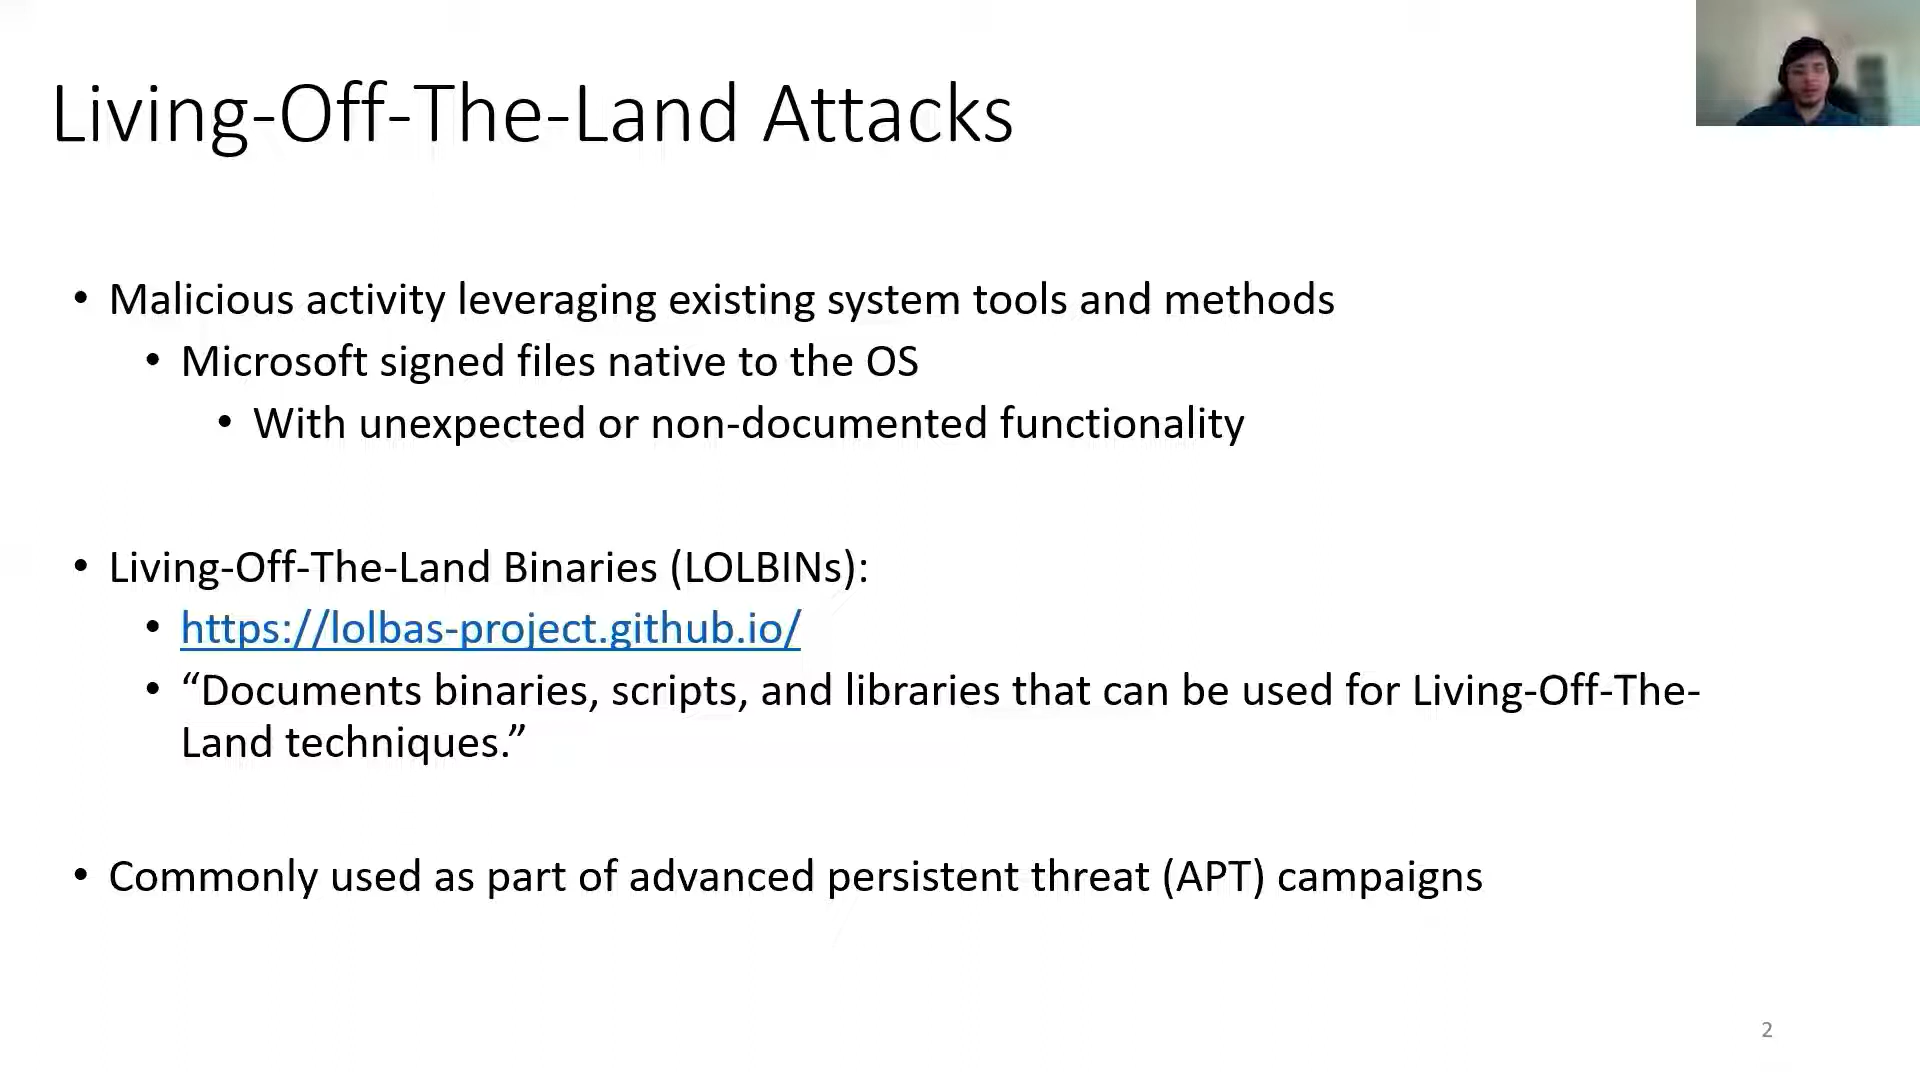 Living-Off-The-Land Attacks
• Malicious activity leveraging existing system tools and methods
• Microsoft signed files native to the OS
• With unexpected or non-documented functionality
• Living-Off-The-Land Binaries (LOLBINs):
• https://lolbas-project.github.io/
• “Documents binaries, scripts, and libraries that can be used for Living-Off-The-
Land techniques.”
• Commonly used as part of advanced persistent threat (APT) campaigns
2